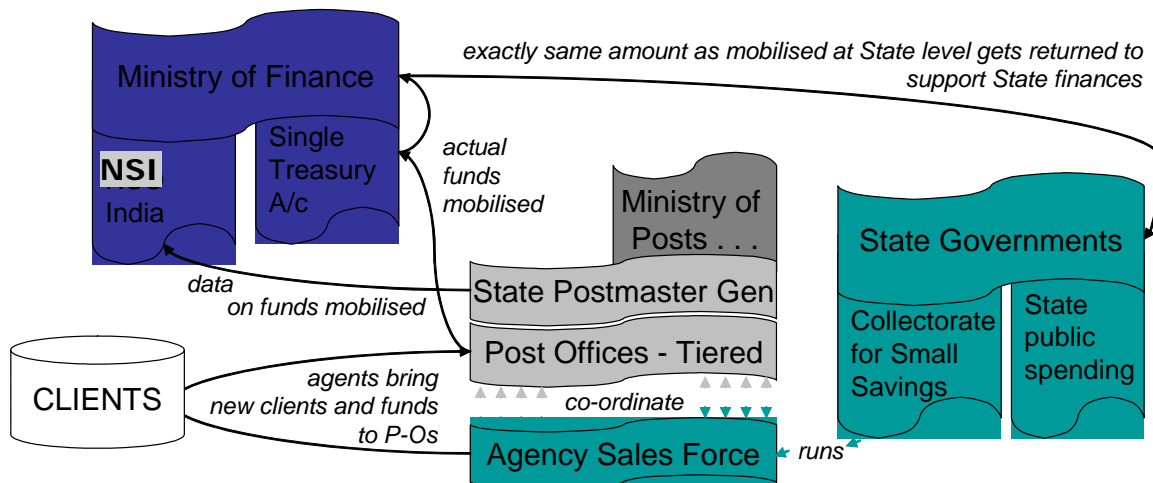 exactly same amount as mobilised at State level gets returned to
support State finances
Ministry of Finance
NSI
India
Single
Treasury
A/c
actual
funds
mobilised
Ministry of
Posts . . .
State Governments
data
on funds mobilised
State Postmaster Gen
Post Offices - Tiered
Collectorate
for Small
Savings
State
public
spending
CLIENTS
agents bring
new clients and funds
to P-Os
co-ordinate
Agency Sales Force
runs